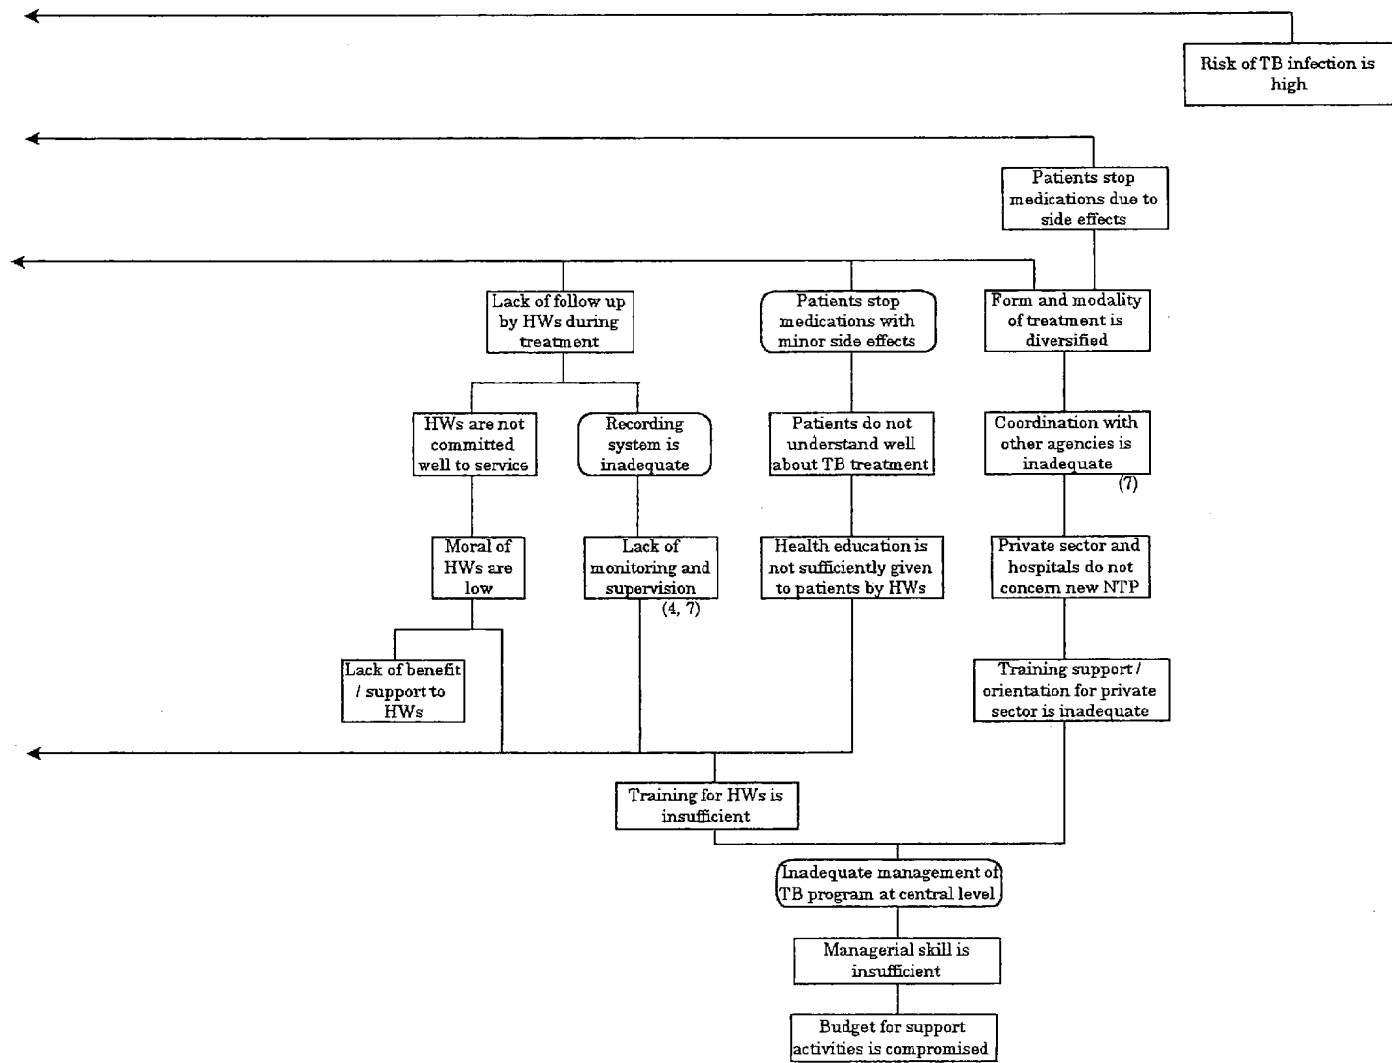 Risk of TB infection is
high
Patients stop
medications due to
side effects
Lack of follow up
by HWs during
treatment
Patients stop
medications with
minor side effects
Form and modality
of treatment is
diversified
HWs are not
committed
well to service
Recording
system is
inadequate
Patients do not
understand well
about TB treatment
Coordination with
other agencies is
inadequate
(7)
Moral of
HWs are
low
Lack of
monitoring and
supervision
(4, 7)
Health education is
not sufficiently given
to patients by HWs
Private sector and
hospitals do not
concern new NTP
Lack of benefit
/ support to
HWs
Training support /
orientation for private
sector is inadequate
Training for HWs is
insufficient
Inadequate management of
TB program at central level
Managerial skill is
insufficient
Budget for support
activities is compromised